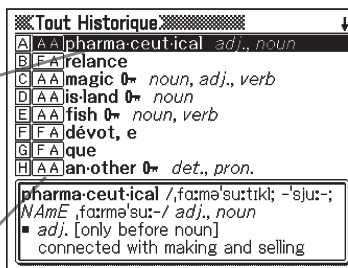 Tout Historique
A AA pharma·ceut·ical adj., noun
B FA relance
C AA magic noun, adj., verb
D AA is·land noun
E AA fish noun, verb
F FA dévot, e
G FA que
H AA an·other det., pron.
pharma·ceut·ical /ˌfɑːməˈsuːtɪkl; -ˈsjuː-;
NAmE ˌfɑːrməˈsuː-/ adj., noun
▪ adj. [only before noun]
connected with making and selling